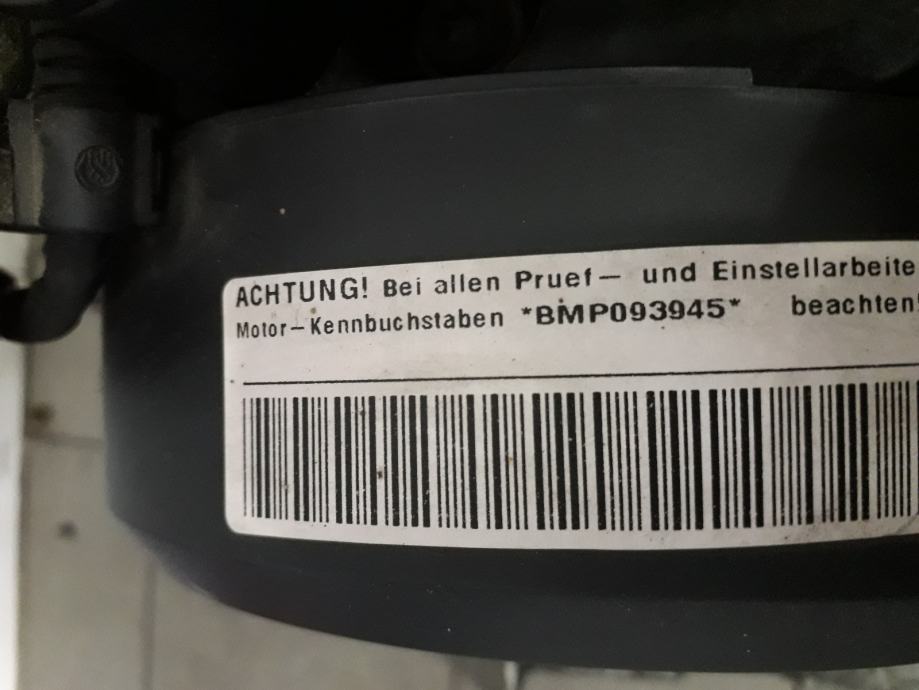 ACHTUNG! Bei allen Pruef– und Einstellarbeite
Motor–Kennbuchstaben *BMP093945* beachten